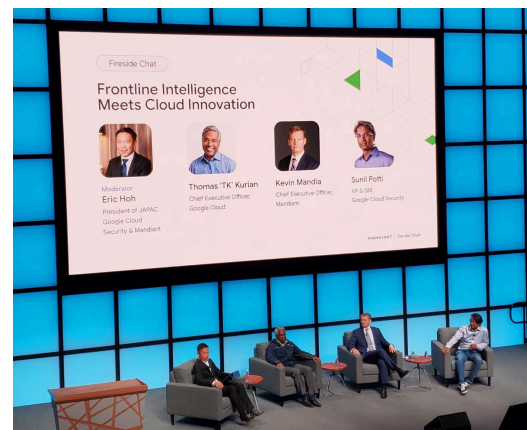 Fireside Chat
Frontline Intelligence
Meets Cloud Innovation
Moderator
Eric Hoh
President of JAPAC
Google Cloud
Security & Mandiant
Thomas 'TK' Kurian
Chief Executive Officer,
Google Cloud
Kevin Mandia
Chief Executive Officer,
Mandiant
Sunil Potti
VP & GM,
Google Cloud Security
MANDIANT | Google Cloud